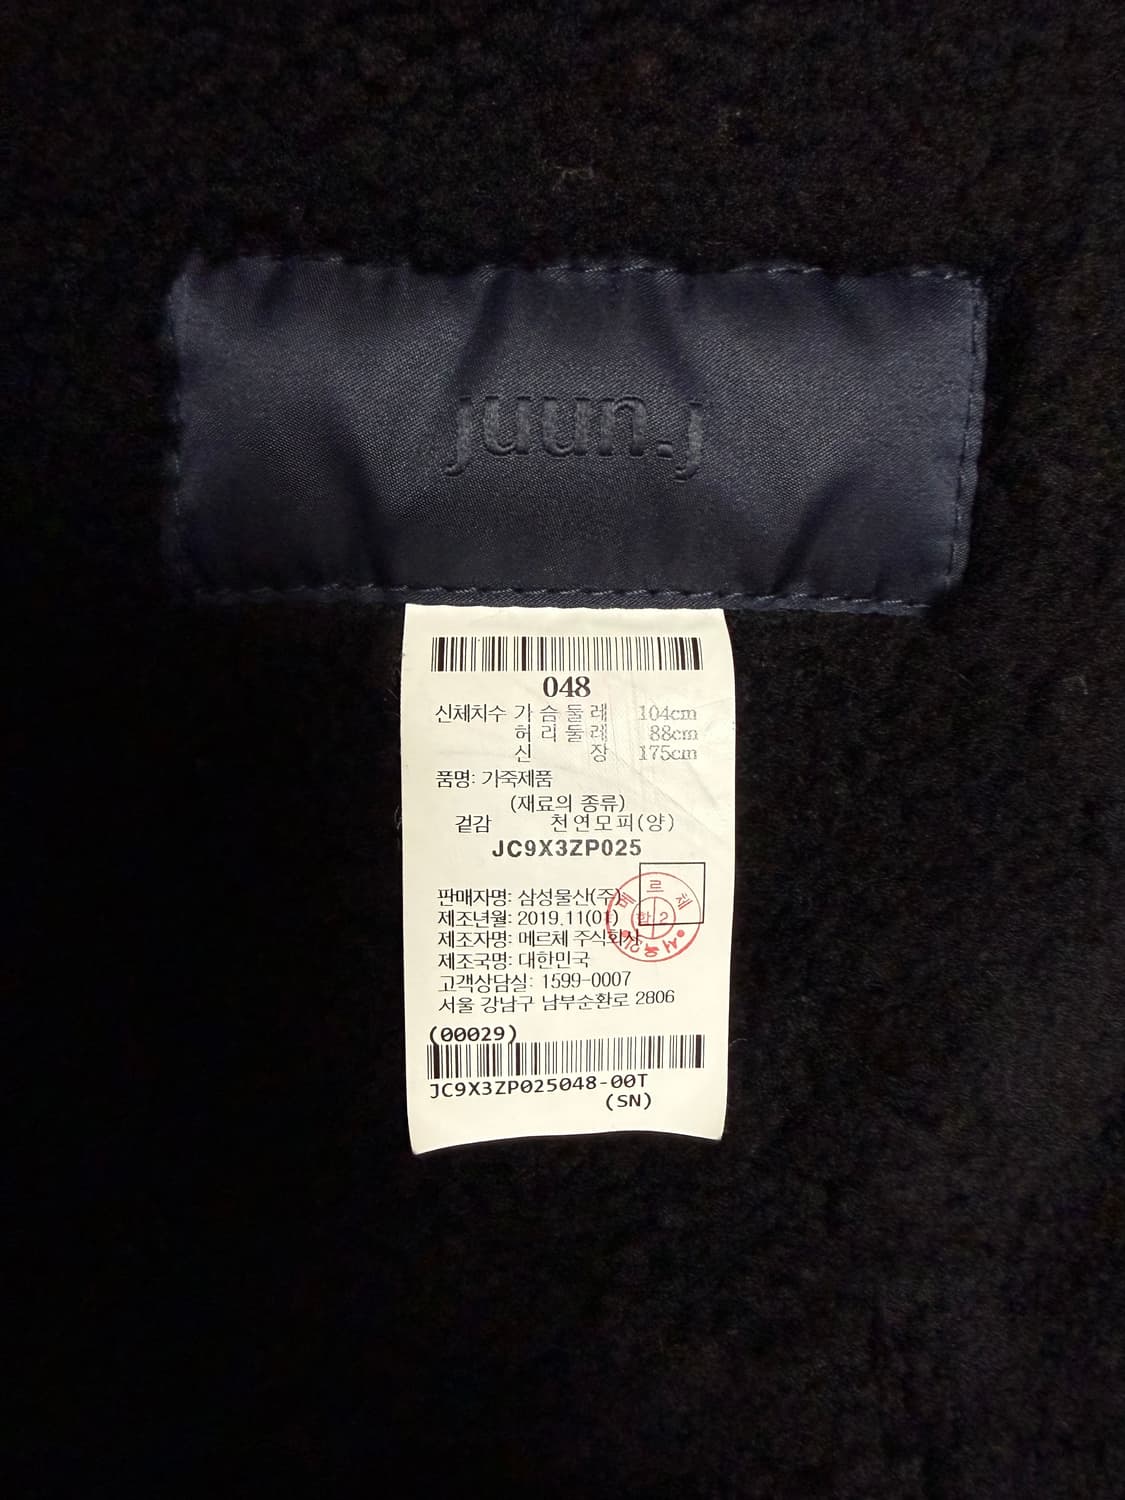 juun.j
048
신체치수 가슴둘레 104cm
허리둘레 88cm
신장 175cm
품명: 가죽제품
(재료의 종류)
겉감 천연모피(양)
JC9X3ZP025
판매자명: 삼성물산(주)
제조년월: 2019.11(01)
제조자명: 메르체 주식회사
제조국명: 대한민국
고객상담실: 1599-0007
서울 강남구 남부순환로 2806
메르체
합2
(00029)
JC9X3ZP025048-00T
(SN)